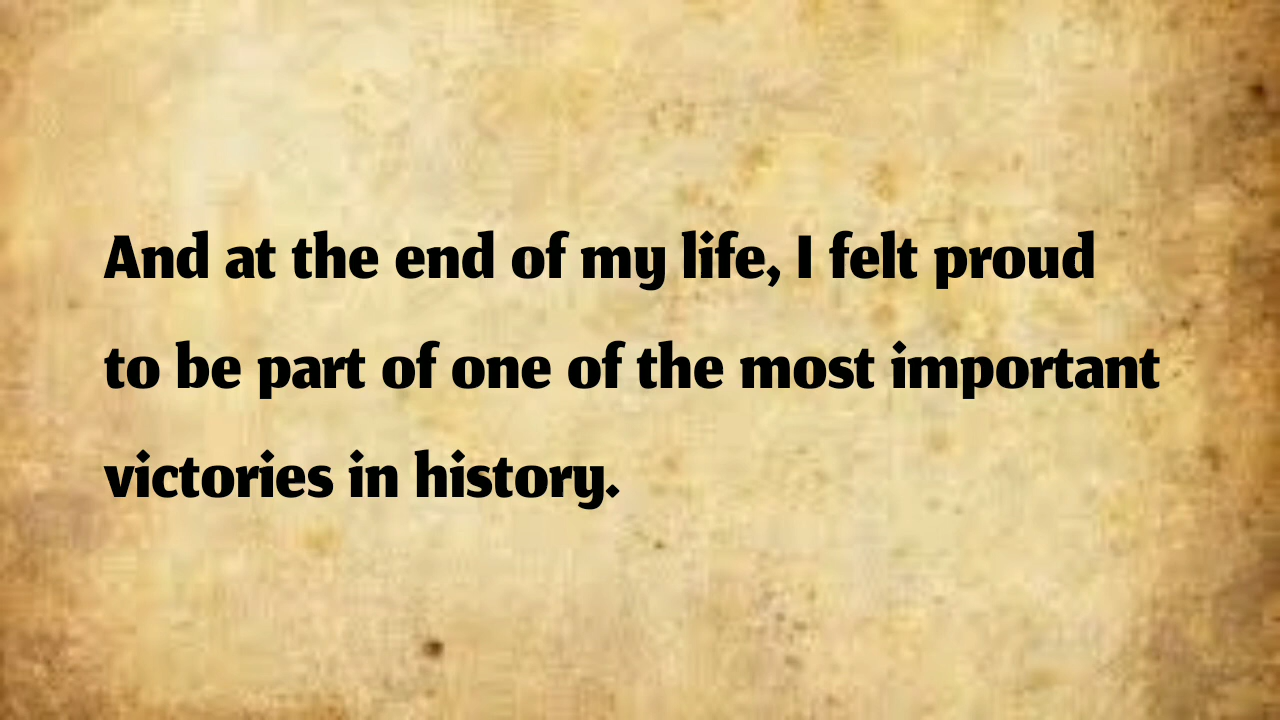 And at the end of my life, I felt proud
to be part of one of the most important
victories in history.